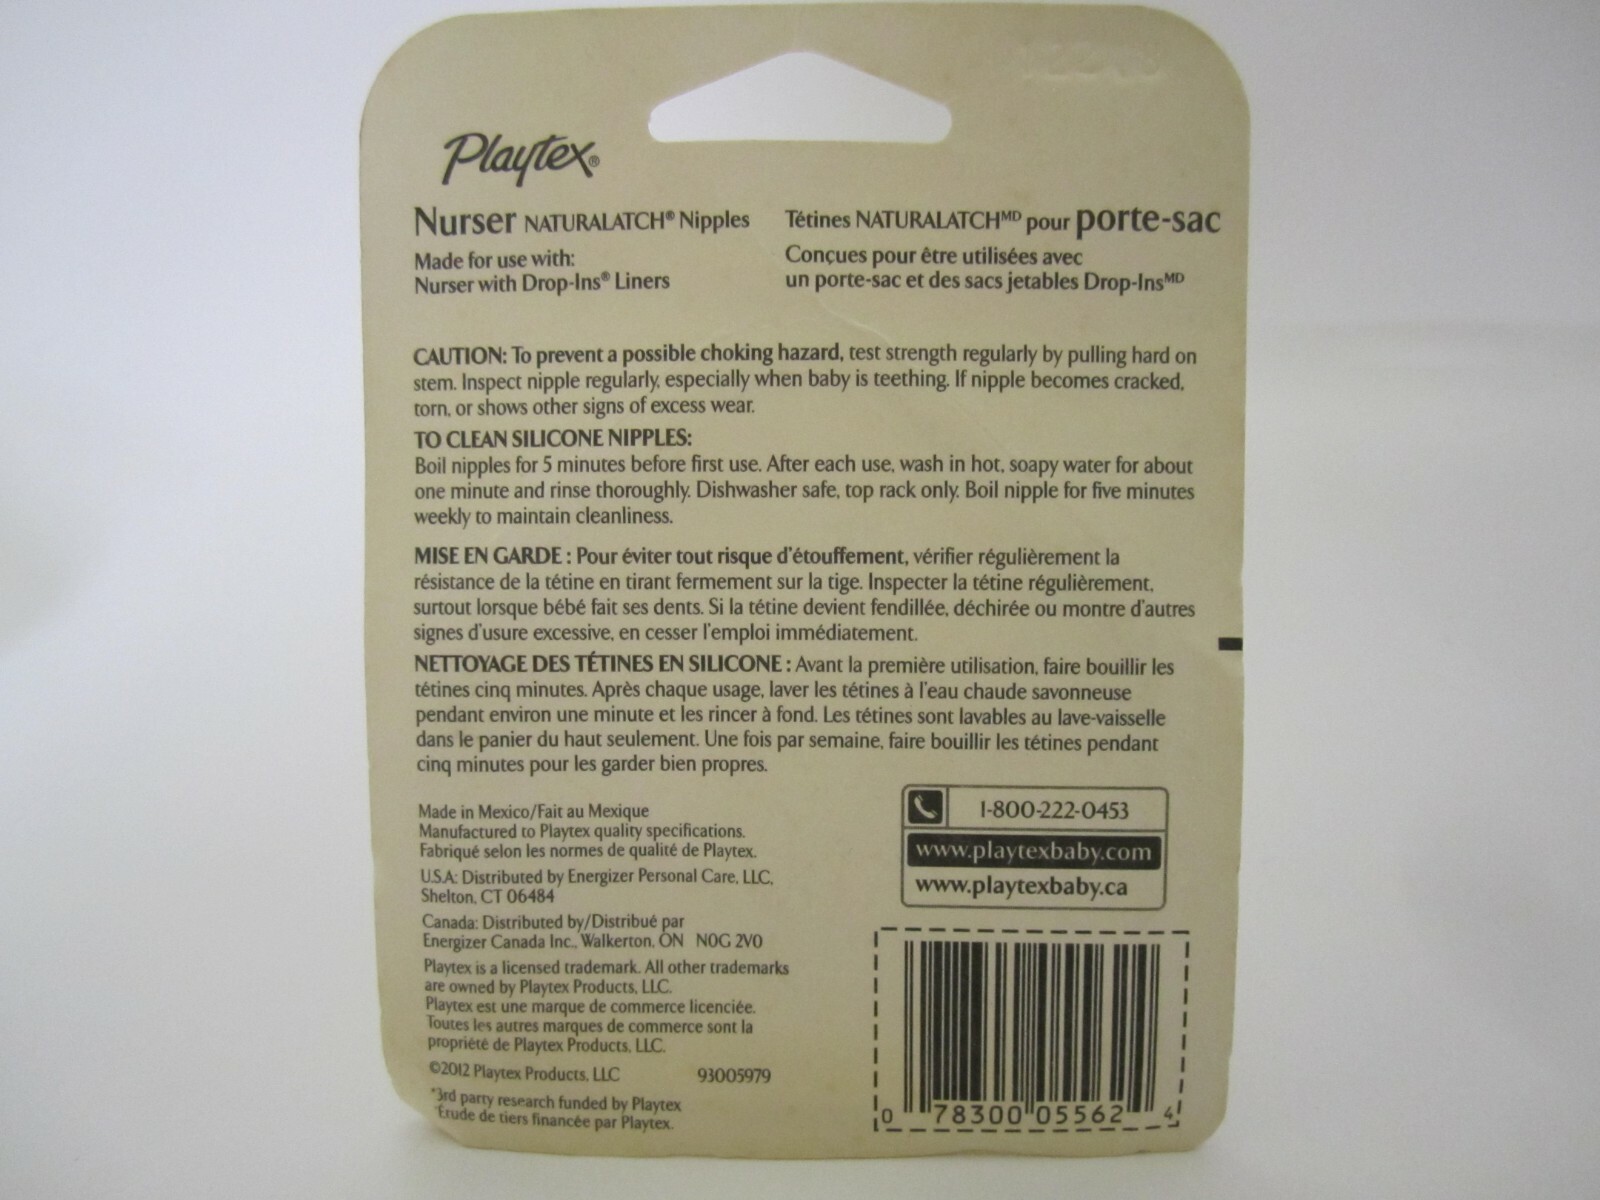 Playtex®
Nurser NATURALATCH® Nipples
Made for use with:
Nurser with Drop-Ins® Liners
Tétines NATURALATCHMD pour porte-sac
Conçues pour être utilisées avec
un porte-sac et des sacs jetables Drop-InsMD
CAUTION: To prevent a possible choking hazard, test strength regularly by pulling hard on
stem. Inspect nipple regularly, especially when baby is teething. If nipple becomes cracked,
torn, or shows other signs of excess wear.
TO CLEAN SILICONE NIPPLES:
Boil nipples for 5 minutes before first use. After each use, wash in hot, soapy water for about
one minute and rinse thoroughly. Dishwasher safe, top rack only. Boil nipple for five minutes
weekly to maintain cleanliness.
MISE EN GARDE : Pour éviter tout risque d'étouffement, vérifier régulièrement la
résistance de la tétine en tirant fermement sur la tige. Inspecter la tétine régulièrement,
surtout lorsque bébé fait ses dents. Si la tétine devient fendillée, déchirée ou montre d'autres
signes d'usure excessive, en cesser l'emploi immédiatement.
NETTOYAGE DES TÉTINES EN SILICONE : Avant la première utilisation, faire bouillir les
tétines cinq minutes. Après chaque usage, laver les tétines à l'eau chaude savonneuse
pendant environ une minute et les rincer à fond. Les tétines sont lavables au lave-vaisselle
dans le panier du haut seulement. Une fois par semaine, faire bouillir les tétines pendant
cinq minutes pour les garder bien propres.
Made in Mexico/Fait au Mexique
Manufactured to Playtex quality specifications.
Fabriqué selon les normes de qualité de Playtex.
U.S.A: Distributed by Energizer Personal Care, LLC,
Shelton, CT 06484
Canada: Distributed by/Distribué par
Energizer Canada Inc., Walkerton, ON N0G 2V0
Playtex is a licensed trademark. All other trademarks
are owned by Playtex Products, LLC.
Playtex est une marque de commerce licenciée.
Toutes les autres marques de commerce sont la
propriété de Playtex Products, LLC.
©2012 Playtex Products, LLC 93005979
*3rd party research funded by Playtex
*Étude de tiers financée par Playtex.
1-800-222-0453
www.playtexbaby.com
www.playtexbaby.ca
0 78300 05562 4